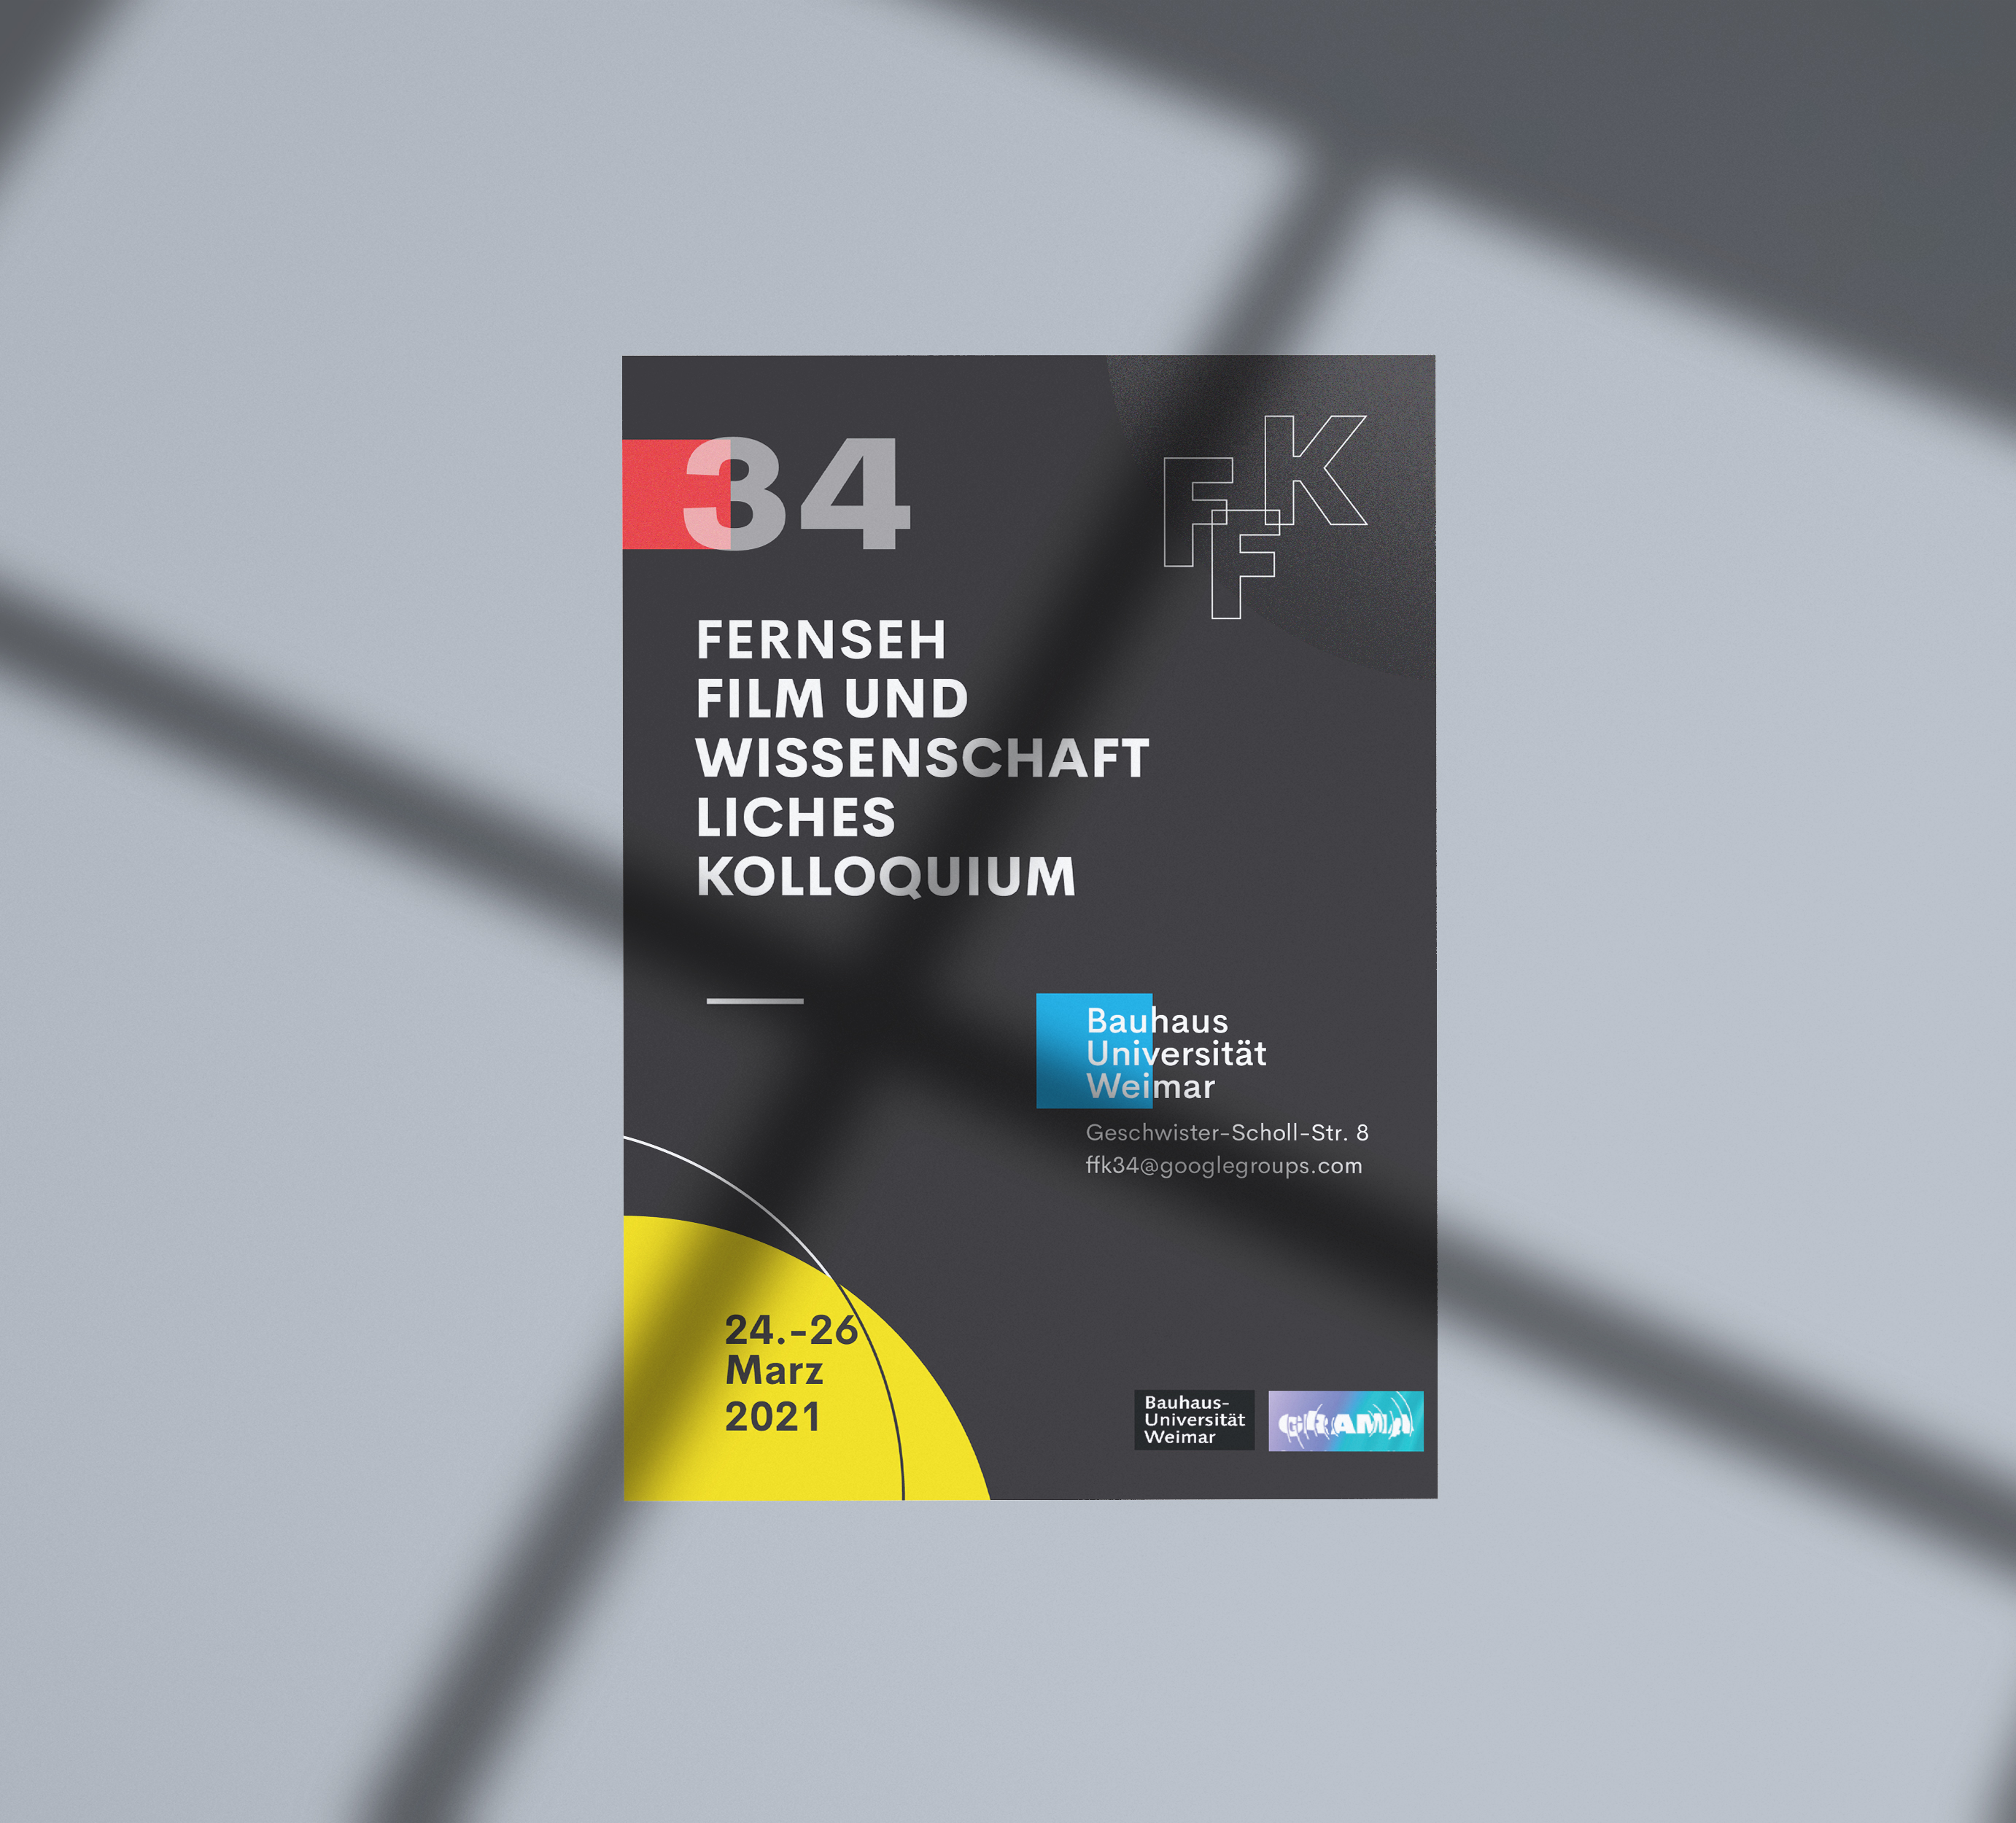 34
FFK
FERNSEH
FILM UND
WISSENSCHAFT
LICHES
KOLLOQUIUM
Bauhaus
Universität
Weimar
Geschwister-Scholl-Str. 8
ffk34@googlegroups.com
24.-26
Marz
2021
Bauhaus-
Universität
Weimar
GRAMA